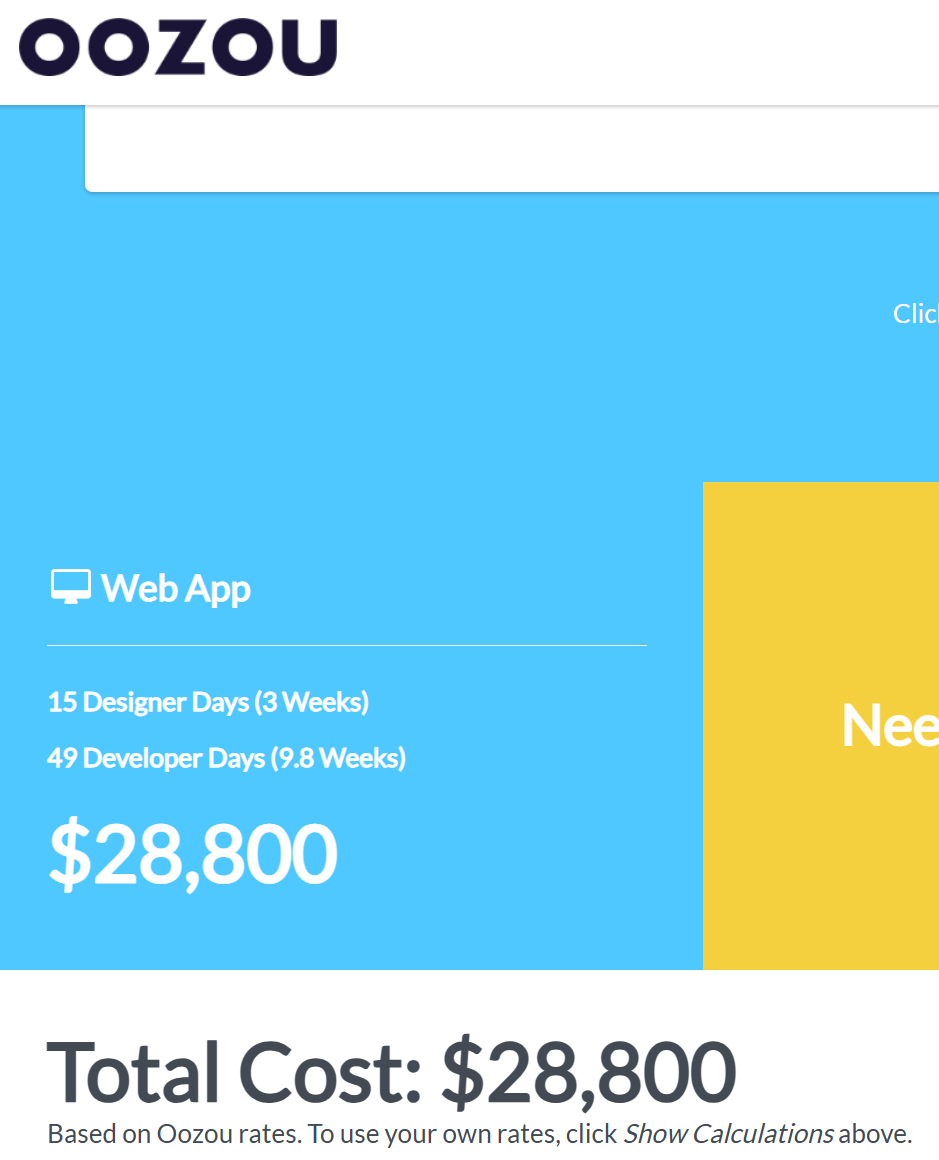 OOZOU
Web App
15 Designer Days (3 Weeks)
49 Developer Days (9.8 Weeks)
$28,800
Total Cost: $28,800
Based on Oozou rates. To use your own rates, click Show Calculations above.